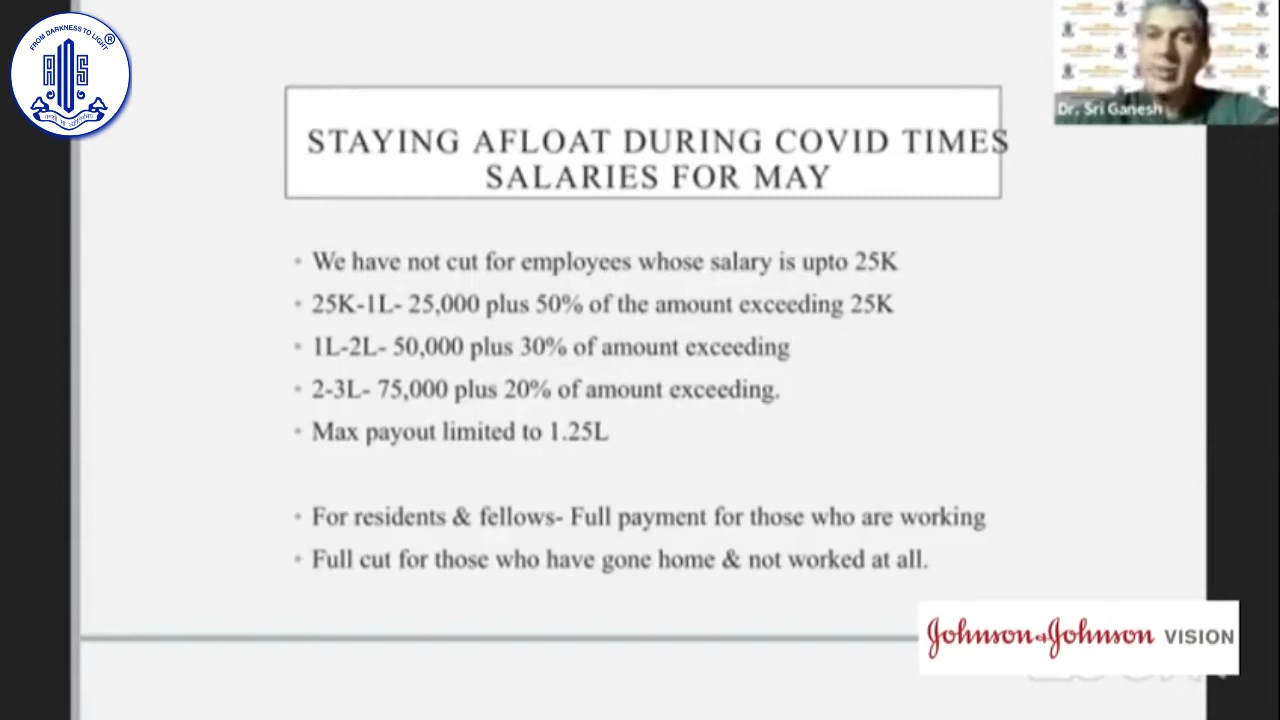 FROM DARKNESS TO LIGHT
AIOS
®
Dr. Sri Ganesh
STAYING AFLOAT DURING COVID TIMES
SALARIES FOR MAY
• We have not cut for employees whose salary is upto 25K
• 25K-1L- 25,000 plus 50% of the amount exceeding 25K
• 1L-2L- 50,000 plus 30% of amount exceeding
• 2-3L- 75,000 plus 20% of amount exceeding.
• Max payout limited to 1.25L
• For residents & fellows- Full payment for those who are working
• Full cut for those who have gone home & not worked at all.
Johnson & Johnson VISION